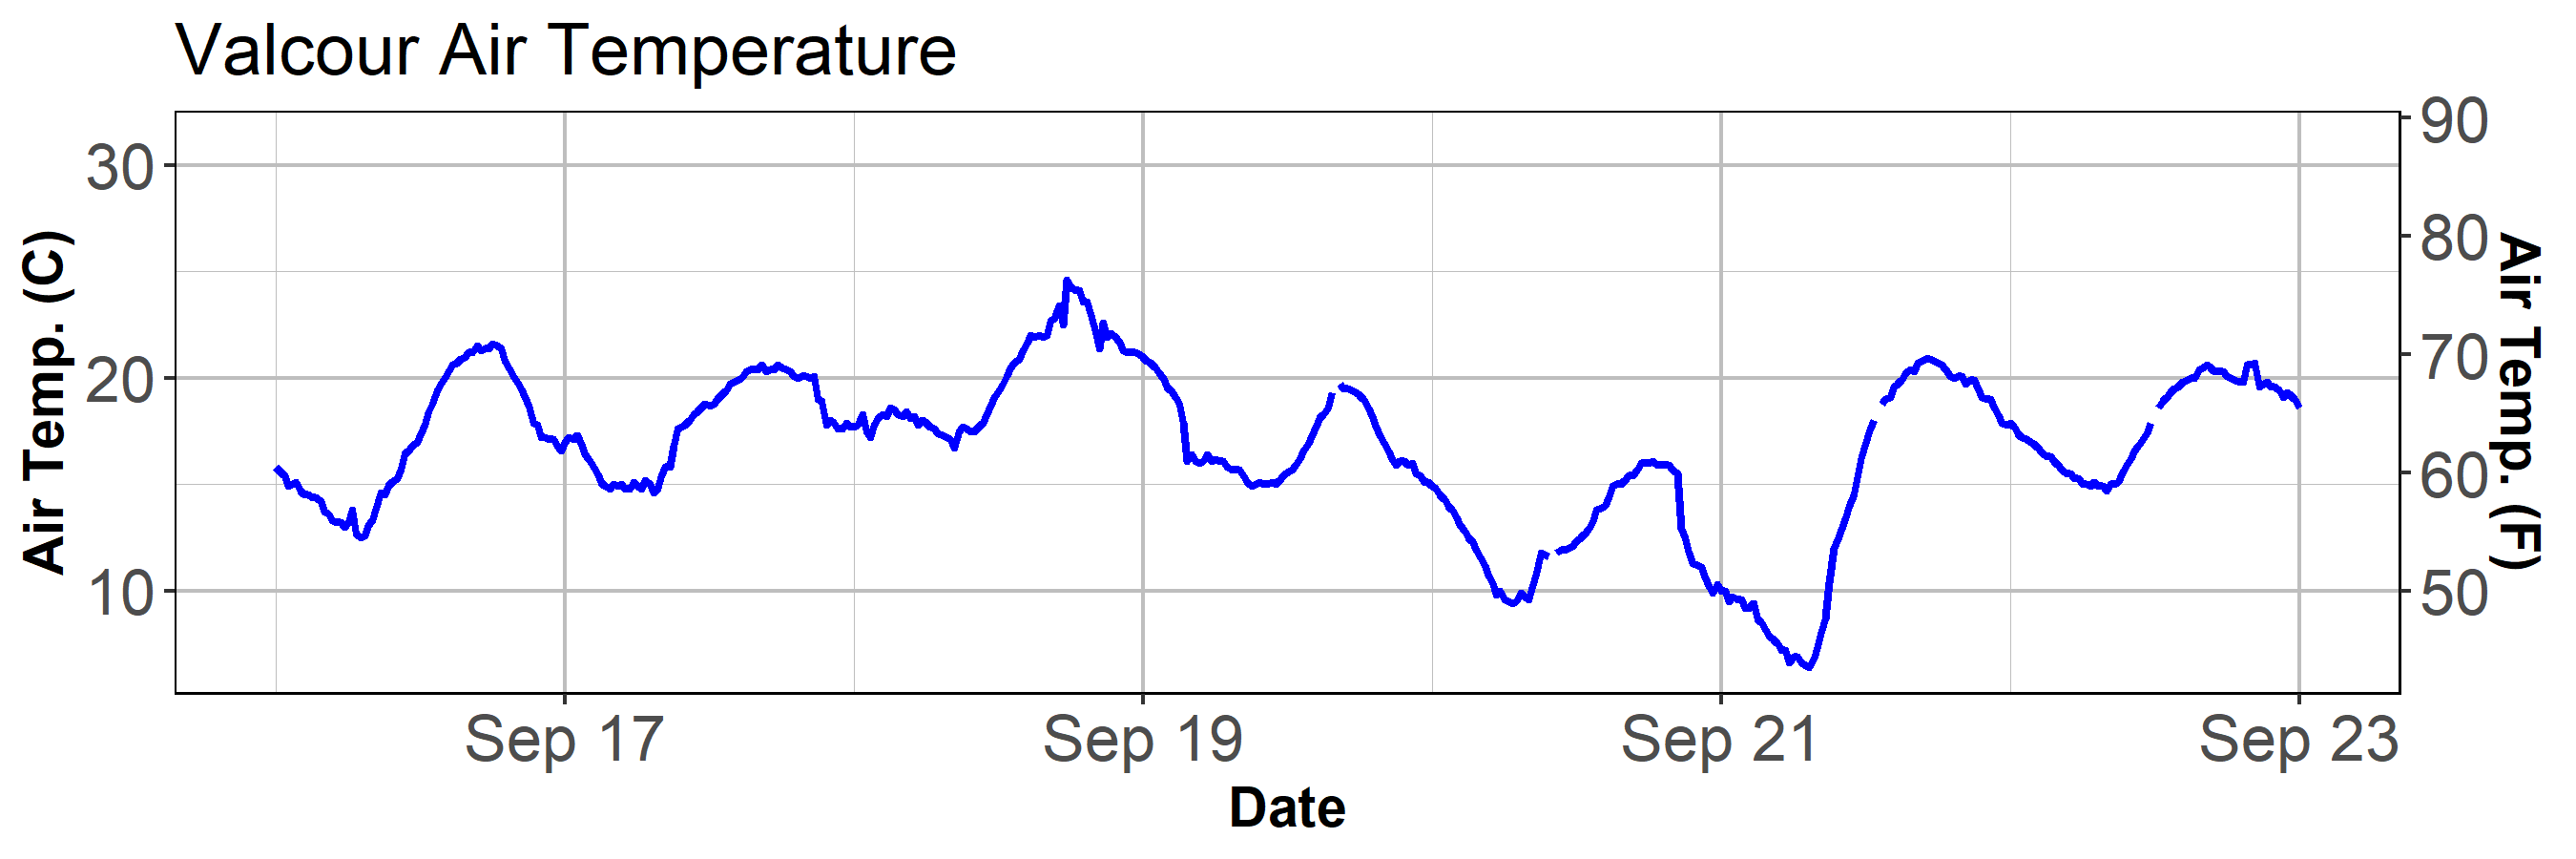 Valcour Air Temperature
Air Temp. (C)
30
20
10
90
80
70
60
50
Air Temp. (F)
Sep 17
Sep 19
Sep 21
Sep 23
Date